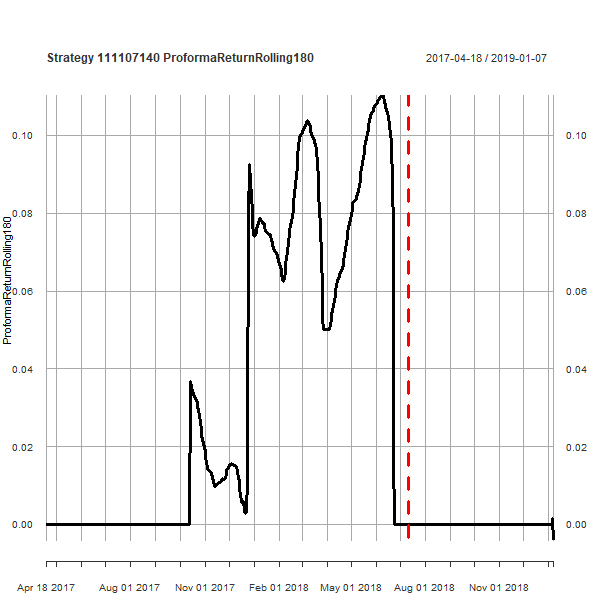 Strategy 111107140 ProformaReturnRolling180
2017-04-18 / 2019-01-07
ProformaReturnRolling180
0.10
0.08
0.06
0.04
0.02
0.00
0.10
0.08
0.06
0.04
0.02
0.00
Apr 18 2017
Aug 01 2017
Nov 01 2017
Feb 01 2018
May 01 2018
Aug 01 2018
Nov 01 2018